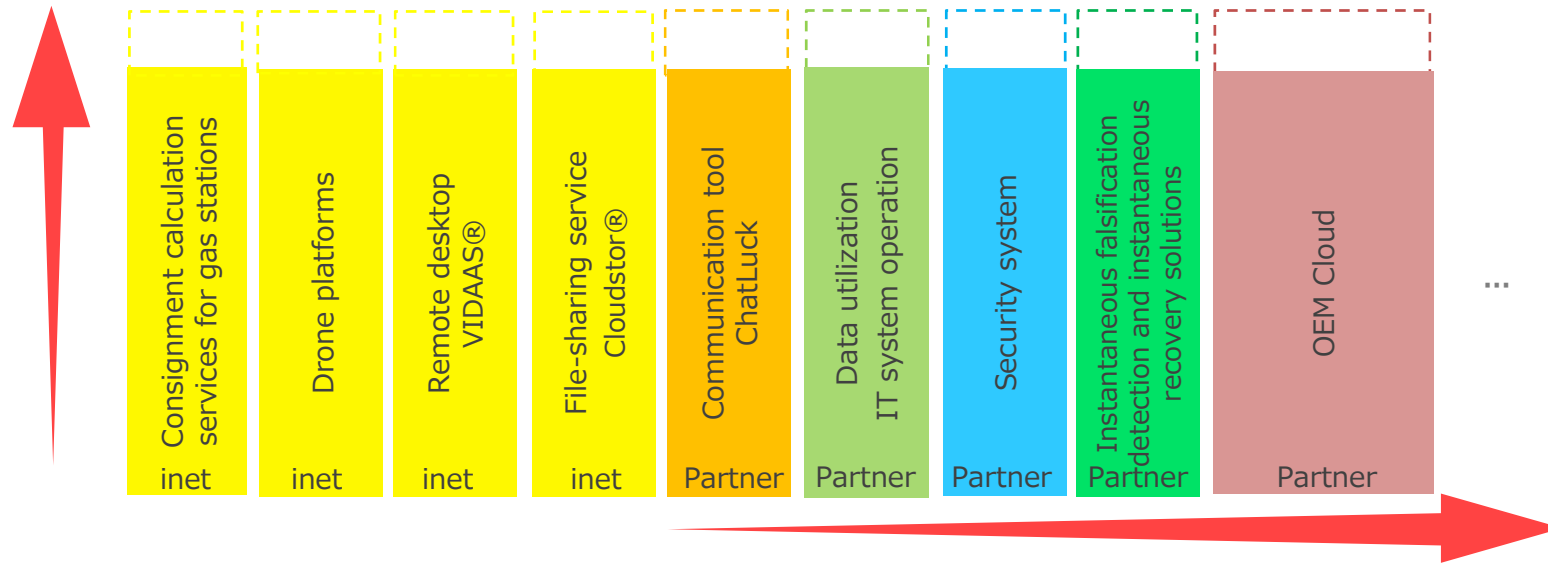 Consignment calculation
services for gas stations
inet
Drone platforms
inet
Remote desktop
VIDAAS®
inet
File-sharing service
Cloudstor®
inet
Communication tool
ChatLuck
Partner
Data utilization
IT system operation
Partner
Security system
Partner
Instantaneous falsification
detection and instantaneous
recovery solutions
Partner
OEM Cloud
Partner
...